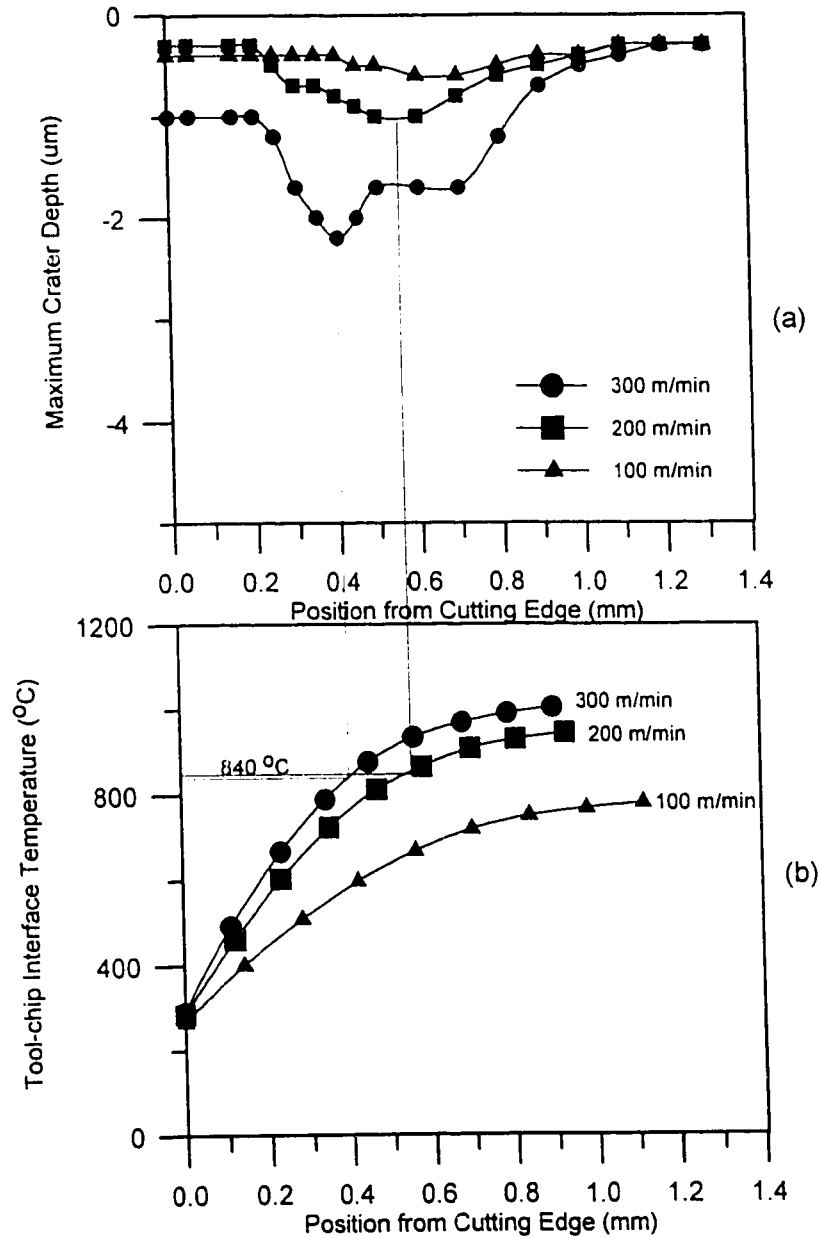 0
-2
-4
Maximum Crater Depth (um)
300 m/min
200 m/min
100 m/min
(a)
0.0 0.2 0.4 0.6 0.8 1.0 1.2 1.4
Position from Cutting Edge (mm)
1200
800
400
0
Tool-chip Interface Temperature (ºC)
840 ºC
300 m/min
200 m/min
100 m/min
(b)
0.0 0.2 0.4 0.6 0.8 1.0 1.2 1.4
Position from Cutting Edge (mm)